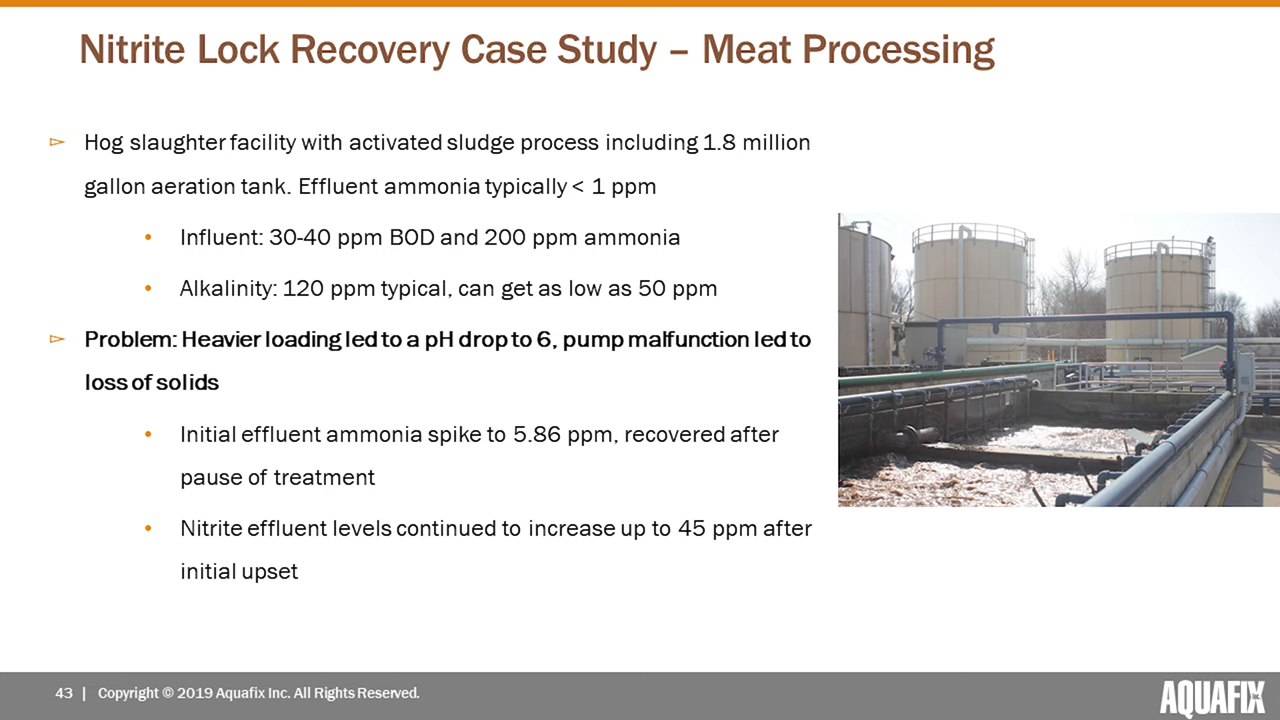 Nitrite Lock Recovery Case Study – Meat Processing
▻ Hog slaughter facility with activated sludge process including 1.8 million
gallon aeration tank. Effluent ammonia typically < 1 ppm
• Influent: 30-40 ppm BOD and 200 ppm ammonia
• Alkalinity: 120 ppm typical, can get as low as 50 ppm
▻ Problem: Heavier loading led to a pH drop to 6, pump malfunction led to
loss of solids
• Initial effluent ammonia spike to 5.86 ppm, recovered after
pause of treatment
• Nitrite effluent levels continued to increase up to 45 ppm after
initial upset
43 | Copyright © 2019 Aquafix Inc. All Rights Reserved.
AQUAFIX